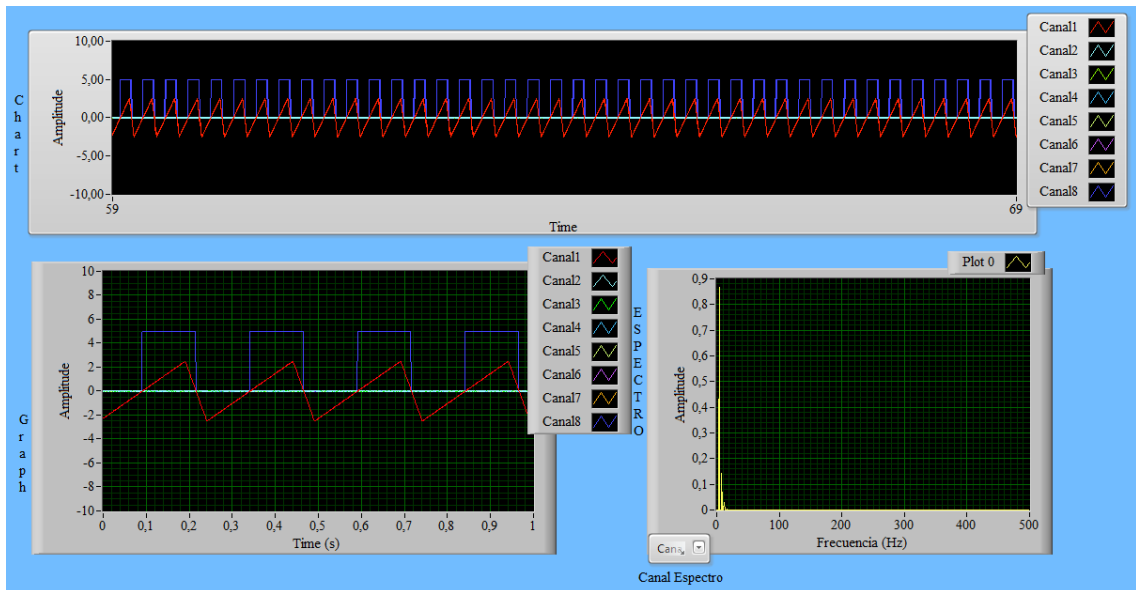 Chart
Amplitude
10,00
5,00
0,00
-5,00
-10,00
59
69
Time
Canal1
Canal2
Canal3
Canal4
Canal5
Canal6
Canal7
Canal8
Graph
Amplitude
10
8
6
4
2
0
-2
-4
-6
-8
-10
0
0,1
0,2
0,3
0,4
0,5
0,6
0,7
0,8
0,9
1
Time (s)
Canal1
Canal2
Canal3
Canal4
Canal5
Canal6
Canal7
Canal8
ESPECTRO
Plot 0
Amplitude
0,9
0,8
0,7
0,6
0,5
0,4
0,3
0,2
0,1
0
0
100
200
300
400
500
Frecuencia (Hz)
Canal Espectro